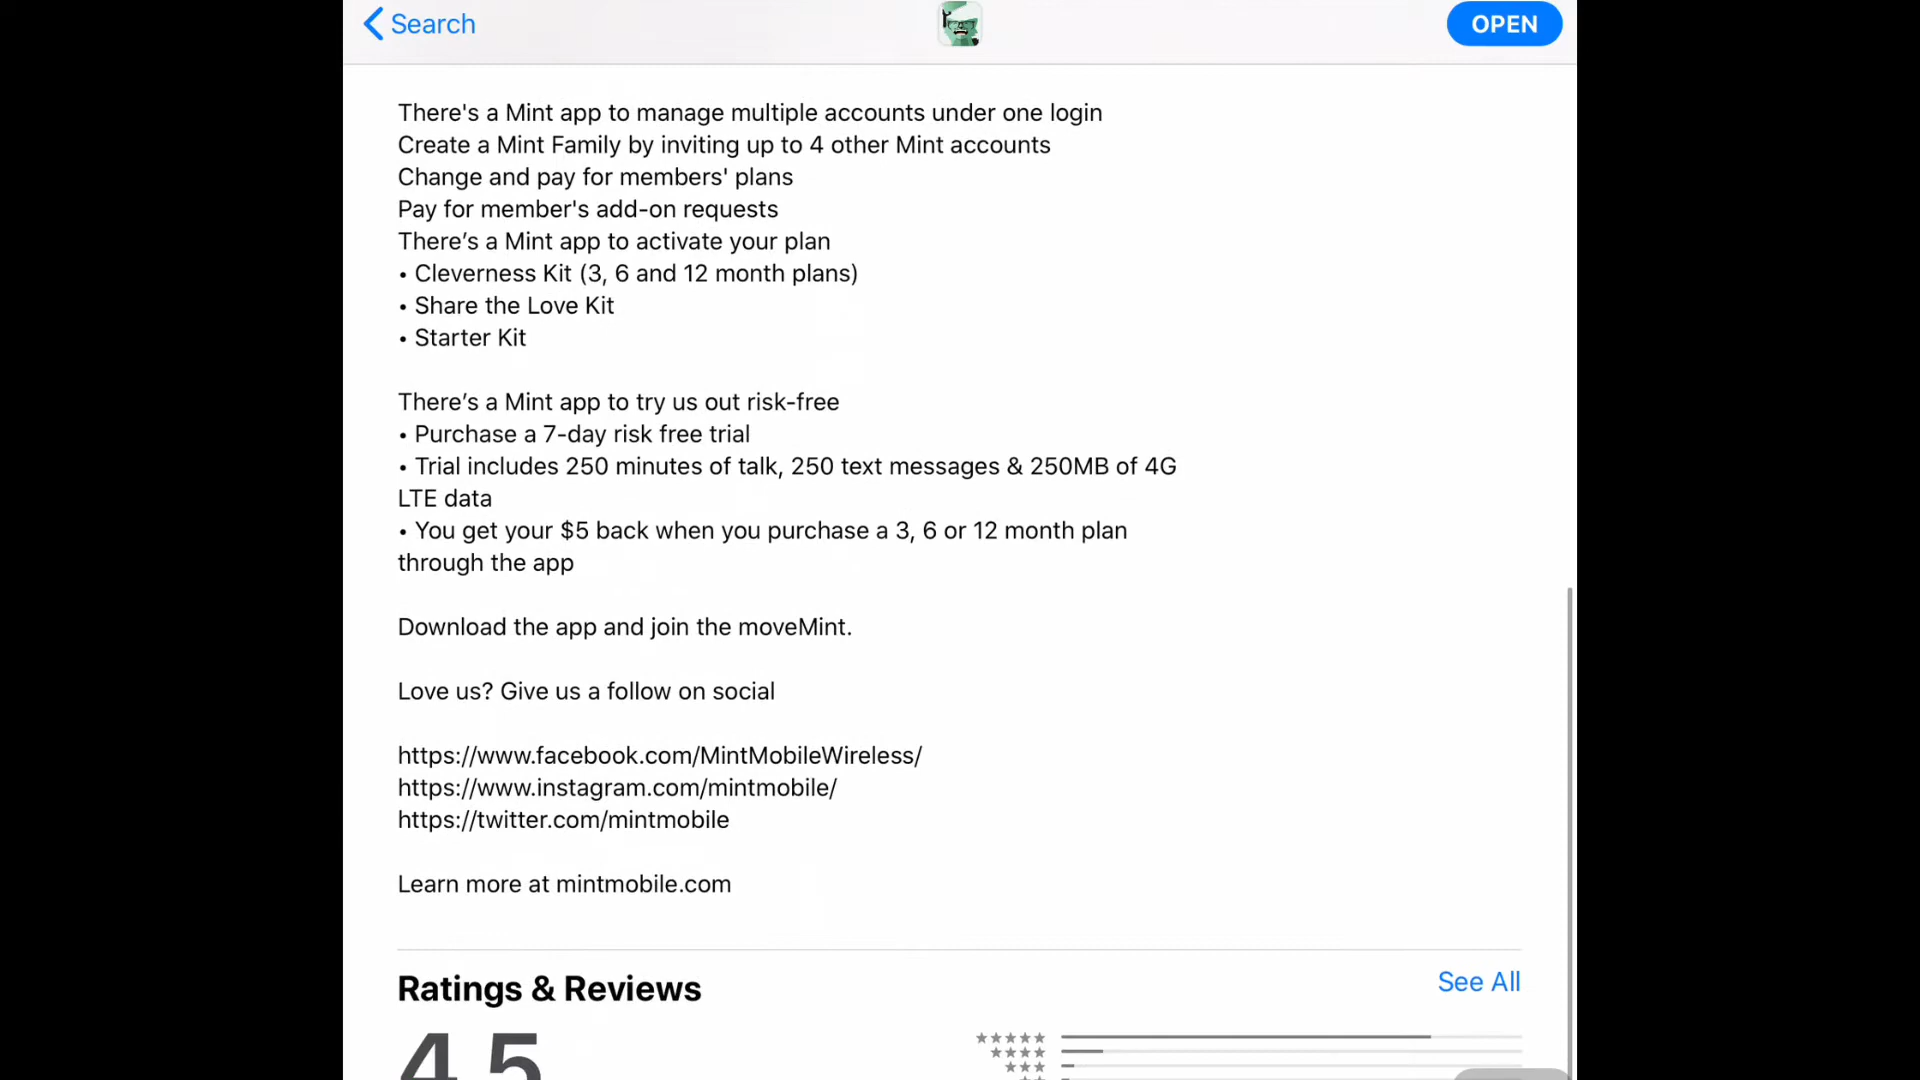 Search
OPEN
There's a Mint app to manage multiple accounts under one login
Create a Mint Family by inviting up to 4 other Mint accounts
Change and pay for members' plans
Pay for member's add-on requests
There’s a Mint app to activate your plan
• Cleverness Kit (3, 6 and 12 month plans)
• Share the Love Kit
• Starter Kit
There’s a Mint app to try us out risk-free
• Purchase a 7-day risk free trial
• Trial includes 250 minutes of talk, 250 text messages & 250MB of 4G
LTE data
• You get your $5 back when you purchase a 3, 6 or 12 month plan
through the app
Download the app and join the moveMint.
Love us? Give us a follow on social
https://www.facebook.com/MintMobileWireless/
https://www.instagram.com/mintmobile/
https://twitter.com/mintmobile
Learn more at mintmobile.com
Ratings & Reviews
See All
4.5